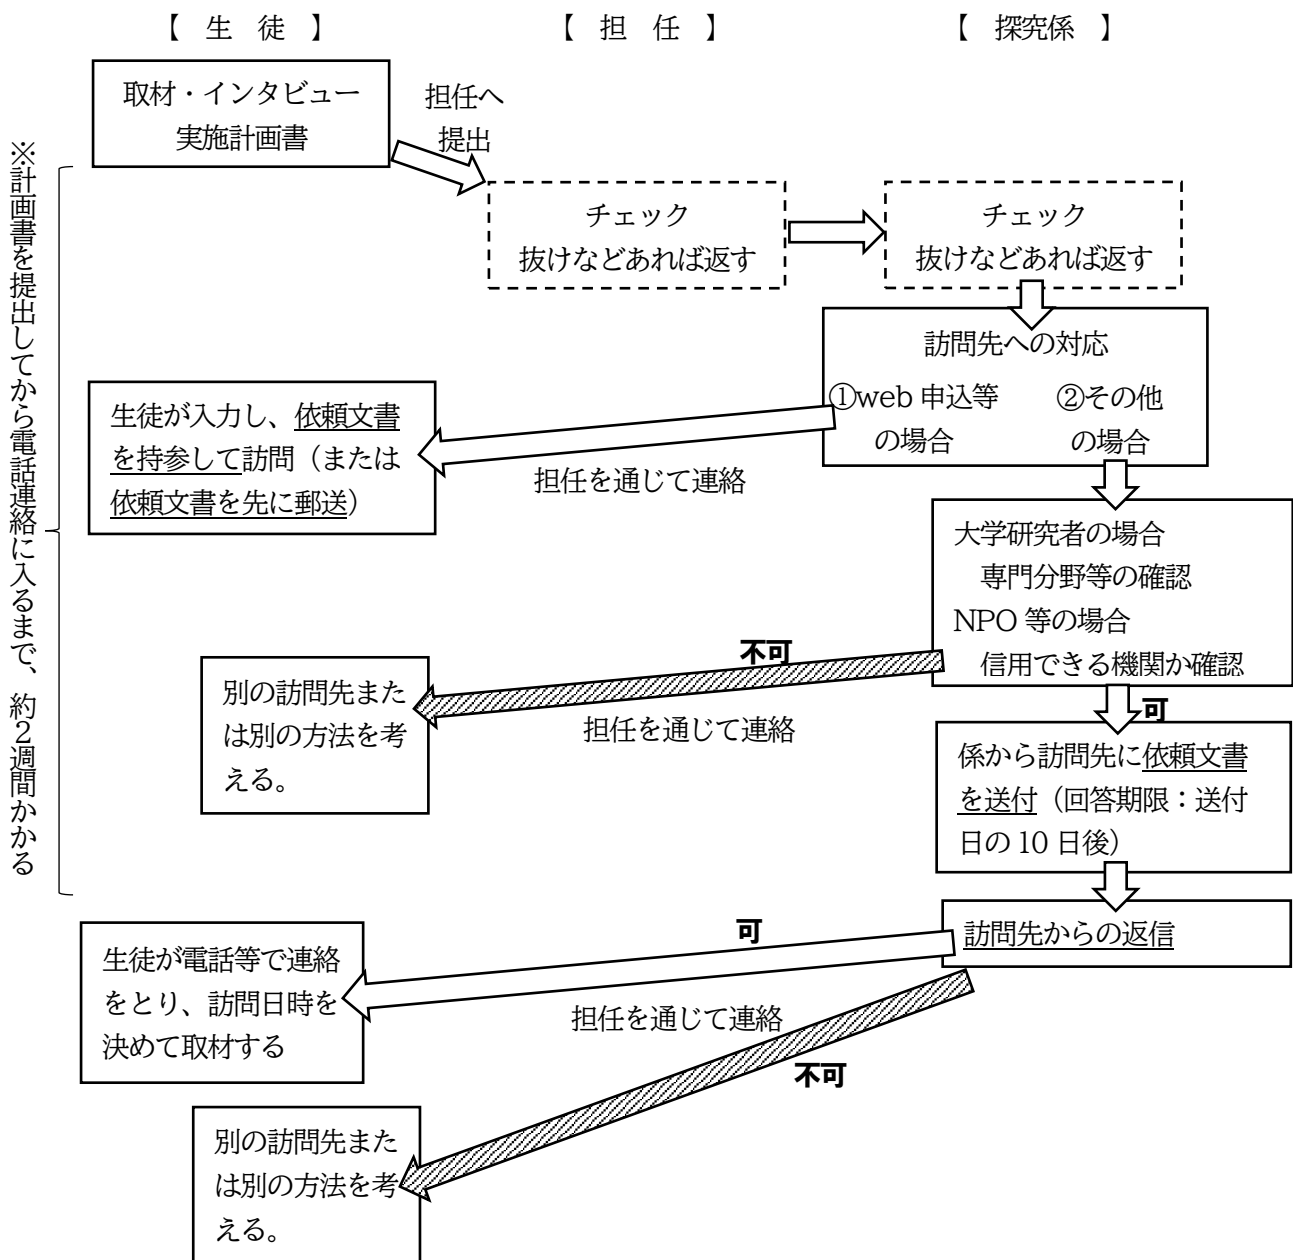 【 生 徒 】
【 担 任 】
【 探究係 】
取材・インタビュー
実施計画書
担任へ
提出
※計画書を提出してから電話連絡に入るまで、約2週間かかる
チェック
抜けなどあれば返す
チェック
抜けなどあれば返す
訪問先への対応
①web 申込等
の場合
②その他
の場合
生徒が入力し、依頼文書
を持参して訪問（または
依頼文書を先に郵送）
担任を通じて連絡
大学研究者の場合
専門分野等の確認
NPO 等の場合
信用できる機関か確認
不可
別の訪問先また
は別の方法を考
える。
担任を通じて連絡
可
係から訪問先に依頼文書
を送付（回答期限：送付
日の 10 日後）
訪問先からの返信
可
生徒が電話等で連絡
をとり、訪問日時を
決めて取材する
担任を通じて連絡
不可
別の訪問先また
は別の方法を考
える。